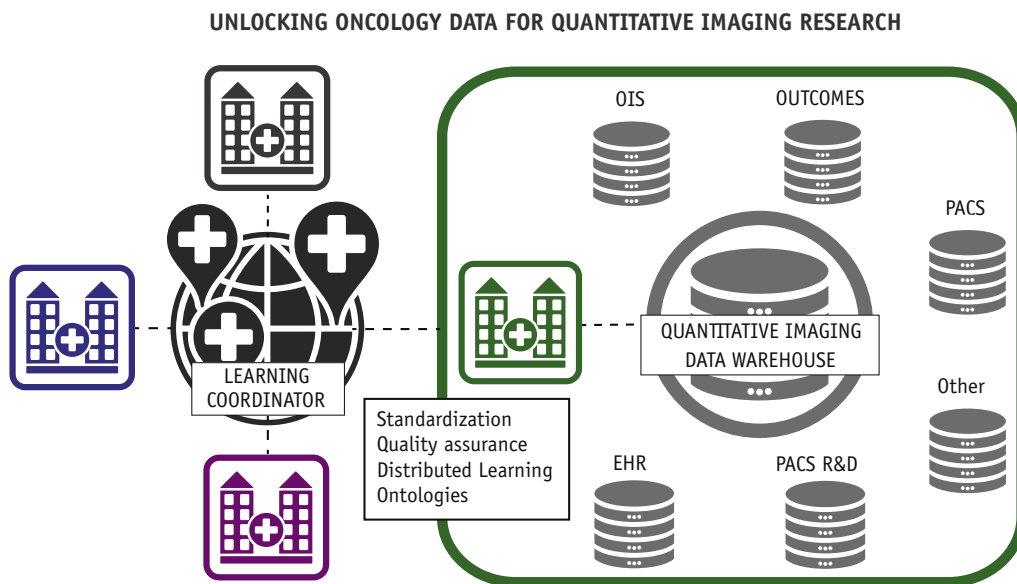 UNLOCKING ONCOLOGY DATA FOR QUANTITATIVE IMAGING RESEARCH
OIS
OUTCOMES
PACS
QUANTITATIVE IMAGING
DATA WAREHOUSE
LEARNING
COORDINATOR
Standardization
Quality assurance
Distributed Learning
Ontologies
Other
EHR
PACS R&D